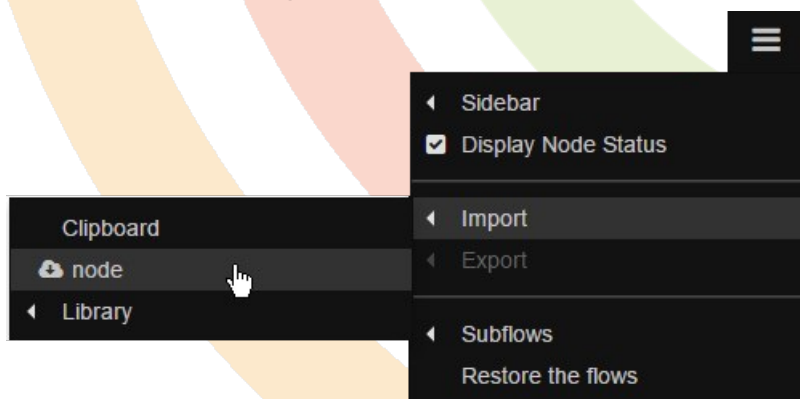 Sidebar
Display Node Status
Import
Export
Clipboard
node
Library
Subflows
Restore the flows